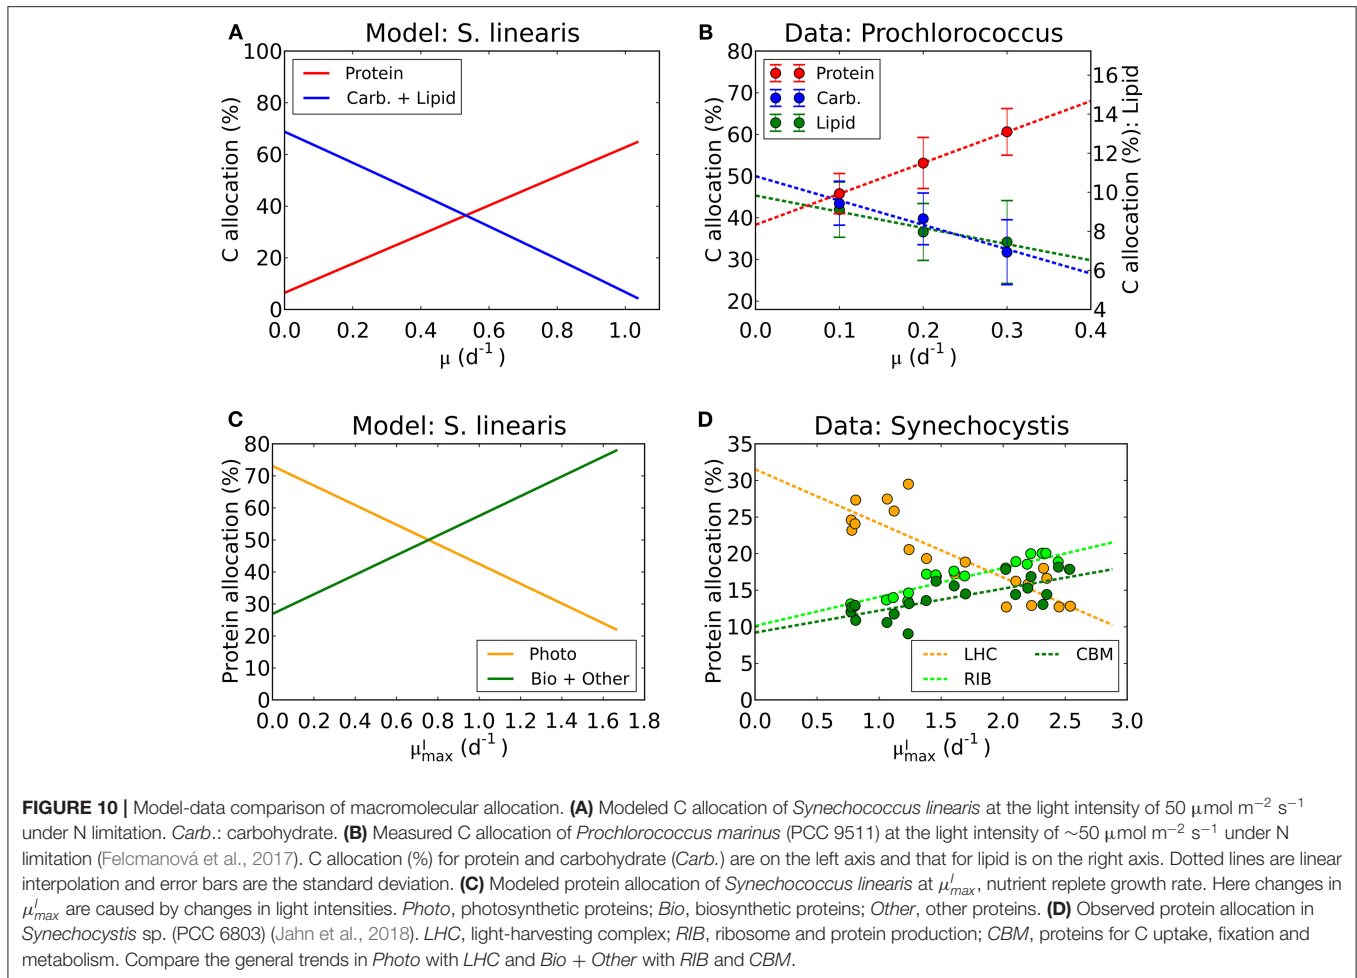 A
Model: S. linearis
100
80
60
40
20
0
C allocation (%)
Protein
Carb. + Lipid
0.0 0.2 0.4 0.6 0.8 1.0
μ (d⁻¹)
B
Data: Prochlorococcus
80
70
60
50
40
30
20
C allocation (%)
Protein
Carb.
Lipid
16
14
12
10
8
6
4
C allocation (%): Lipid
0.0 0.1 0.2 0.3 0.4
μ (d⁻¹)
C
Model: S. linearis
80
70
60
50
40
30
20
10
0
Protein allocation (%)
Photo
Bio + Other
0.0 0.2 0.4 0.6 0.8 1.0 1.2 1.4 1.6 1.8
μᴵmax (d⁻¹)
D
Data: Synechocystis
35
30
25
20
15
10
5
0
Protein allocation (%)
LHC
RIB
CBM
0.0 0.5 1.0 1.5 2.0 2.5 3.0
μᴵmax (d⁻¹)
FIGURE 10 | Model-data comparison of macromolecular allocation. (A) Modeled C allocation of Synechococcus linearis at the light intensity of 50 μmol m⁻² s⁻¹
under N limitation. Carb.: carbohydrate. (B) Measured C allocation of Prochlorococcus marinus (PCC 9511) at the light intensity of ~50 μmol m⁻² s⁻¹ under N
limitation (Felcmanová et al., 2017). C allocation (%) for protein and carbohydrate (Carb.) are on the left axis and that for lipid is on the right axis. Dotted lines are linear
interpolation and error bars are the standard deviation. (C) Modeled protein allocation of Synechococcus linearis at μᴵmax, nutrient replete growth rate. Here changes in
μᴵmax are caused by changes in light intensities. Photo, photosynthetic proteins; Bio, biosynthetic proteins; Other, other proteins. (D) Observed protein allocation in
Synechocystis sp. (PCC 6803) (Jahn et al., 2018). LHC, light-harvesting complex; RIB, ribosome and protein production; CBM, proteins for C uptake, fixation and
metabolism. Compare the general trends in Photo with LHC and Bio + Other with RIB and CBM.